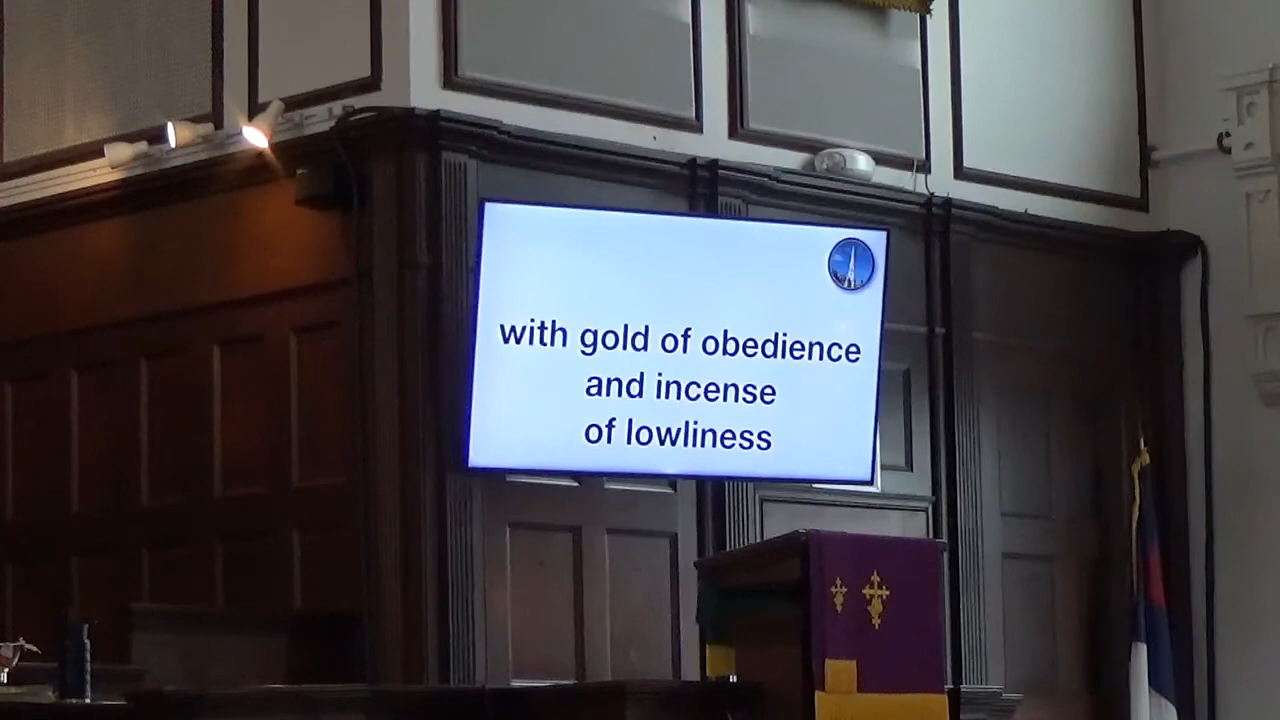 with gold of obedience
and incense
of lowliness